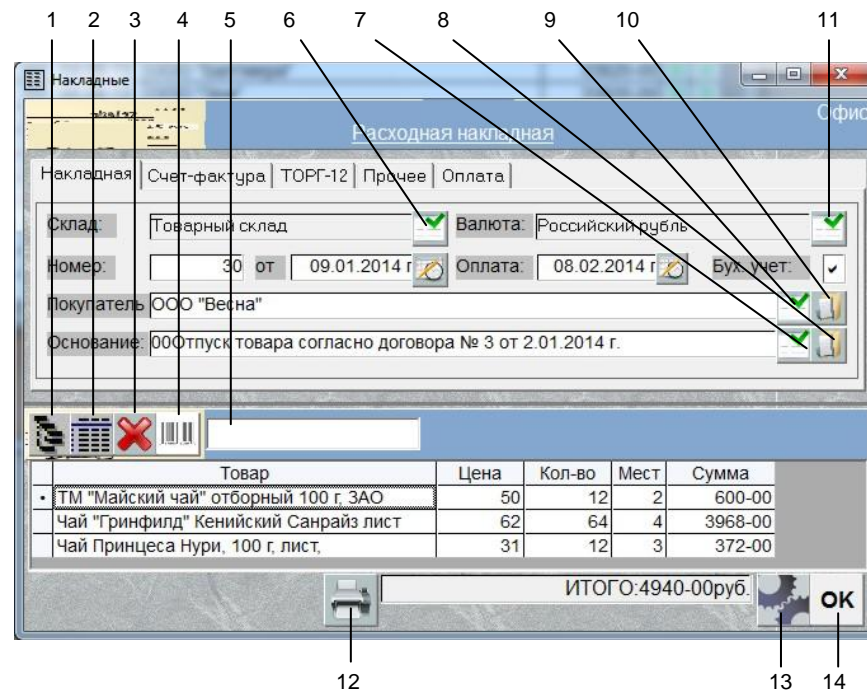 1 2 3 4 5 6 7 8 9 10 11
Накладные
Офис
Расходная накладная
Накладная Счет-фактура ТОРГ-12 Прочее Оплата
Склад: Товарный склад Валюта: Российский рубль
Номер: 30 от 09.01.2014 г Оплата: 08.02.2014 г Бух. учет:
Покупатель ООО "Весна"
Основание: 00Отпуск товара согласно договора № 3 от 2.01.2014 г.
Товар Цена Кол-во Мест Сумма
ТМ "Майский чай" отборный 100 г, ЗАО 50 12 2 600-00
Чай "Гринфилд" Кенийский Санрайз лист 62 64 4 3968-00
Чай Принцеса Нури, 100 г, лист, 31 12 3 372-00
ИТОГО:4940-00руб.
OK
12 13 14